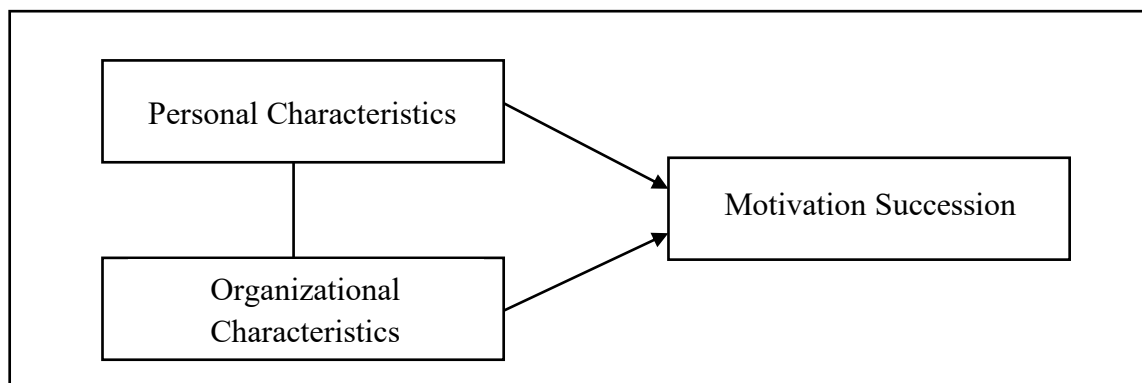 Personal Characteristics
Motivation Succession
Organizational
Characteristics